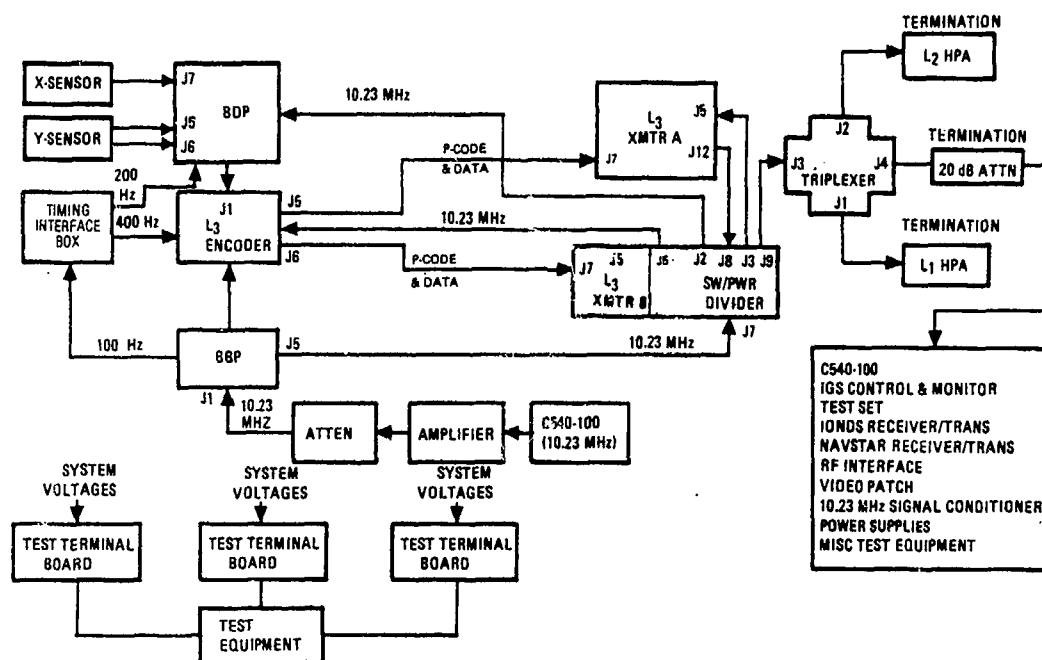 TERMINATION
L2 HPA
X-SENSOR
Y-SENSOR
J7
BDP
J5
J6
10.23 MHz
P-CODE
& DATA
J5
L3
XMTR A
J12
J7
J2
J3
J4
TRIPLEXER
J1
TERMINATION
20 dB ATTN
TERMINATION
L1 HPA
200
Hz
TIMING
INTERFACE
BOX
400 Hz
J1
L3
ENCODER
J5
J6
10.23 MHz
P-CODE
& DATA
J7
J5
L3
XMTR B
J6
J2
J8
J3
J9
SW/PWR
DIVIDER
J7
100 Hz
BBP
J5
10.23 MHz
J1
10.23
MHZ
ATTEN
AMPLIFIER
C540-100
(10.23 MHz)
C540-100
IGS CONTROL & MONITOR
TEST SET
IONDS RECEIVER/TRANS
NAVSTAR RECEIVER/TRANS
RF INTERFACE
VIDEO PATCH
10.23 MHz SIGNAL CONDITIONER
POWER SUPPLIES
MISC TEST EQUIPMENT
SYSTEM
VOLTAGES
SYSTEM
VOLTAGES
SYSTEM
VOLTAGES
TEST TERMINAL
BOARD
TEST TERMINAL
BOARD
TEST TERMINAL
BOARD
TEST
EQUIPMENT